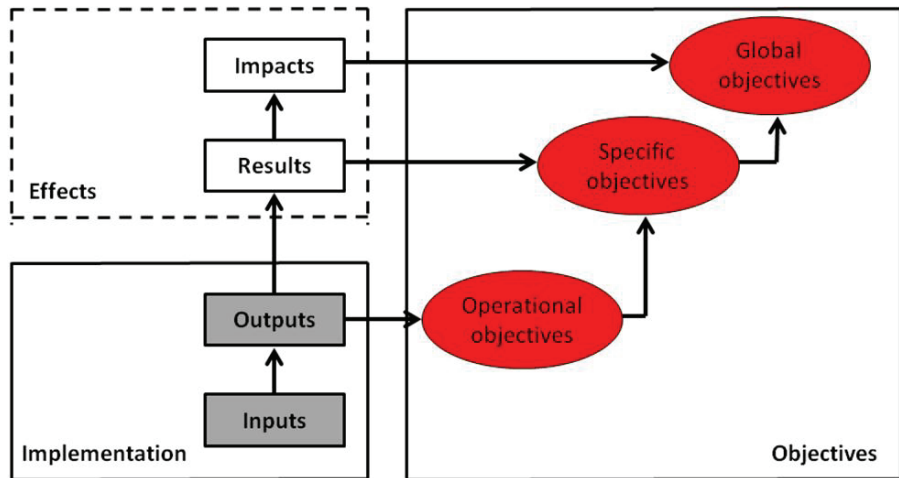 Impacts
Global
objectives
Results
Specific
objectives
Effects
Outputs
Operational
objectives
Inputs
Implementation
Objectives